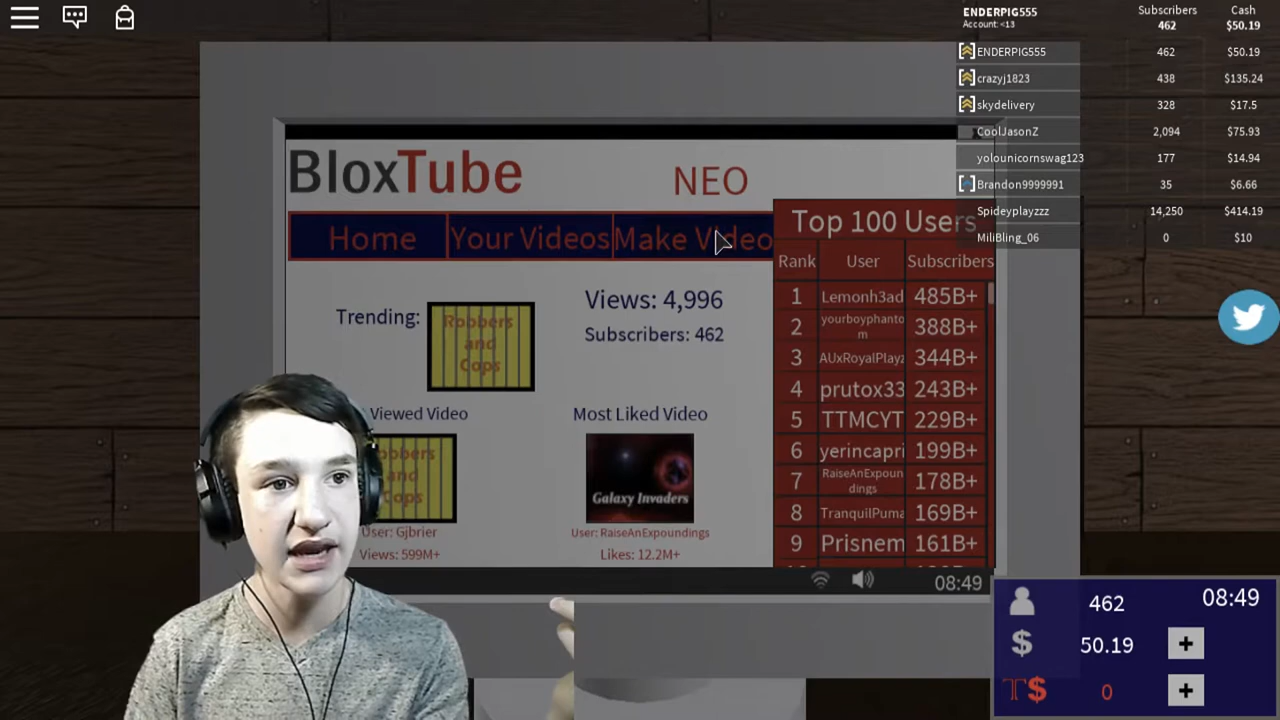 ENDERPIG555
Account: <13
Subscribers
462
Cash
$50.19
ENDERPIG555 462 $50.19
crazyj1823 438 $135.24
skydelivery 328 $17.5
CoolJasonZ 2,094 $75.93
yolounicornswag123 177 $14.94
Brandon9999991 35 $6.66
Spideyplayzzz 14,250 $414.19
MiliBling_06 0 $10
BloxTube
NEO
Home
Your Videos
Make Video
Trending:
Robbers
and
Cops
Views: 4,996
Subscribers: 462
Viewed Video
and
Cops
User: Gjbrier
Views: 599M+
Most Liked Video
Galaxy Invaders
User: RaiseAnExpoundings
Likes: 12.2M+
Top 100 Users
Rank User Subscribers
1 Lemonh3ad 485B+
2 yourboyphanto
m 388B+
3 AUxRoyalPlayz 344B+
4 prutox33 243B+
5 TTMCYT 229B+
6 yerincapri 199B+
7 RaiseAnExpoun
dings 178B+
8 TranquilPuma 169B+
9 Prisnem 161B+
08:49
462
08:49
$ 50.19 +
T$ 0 +